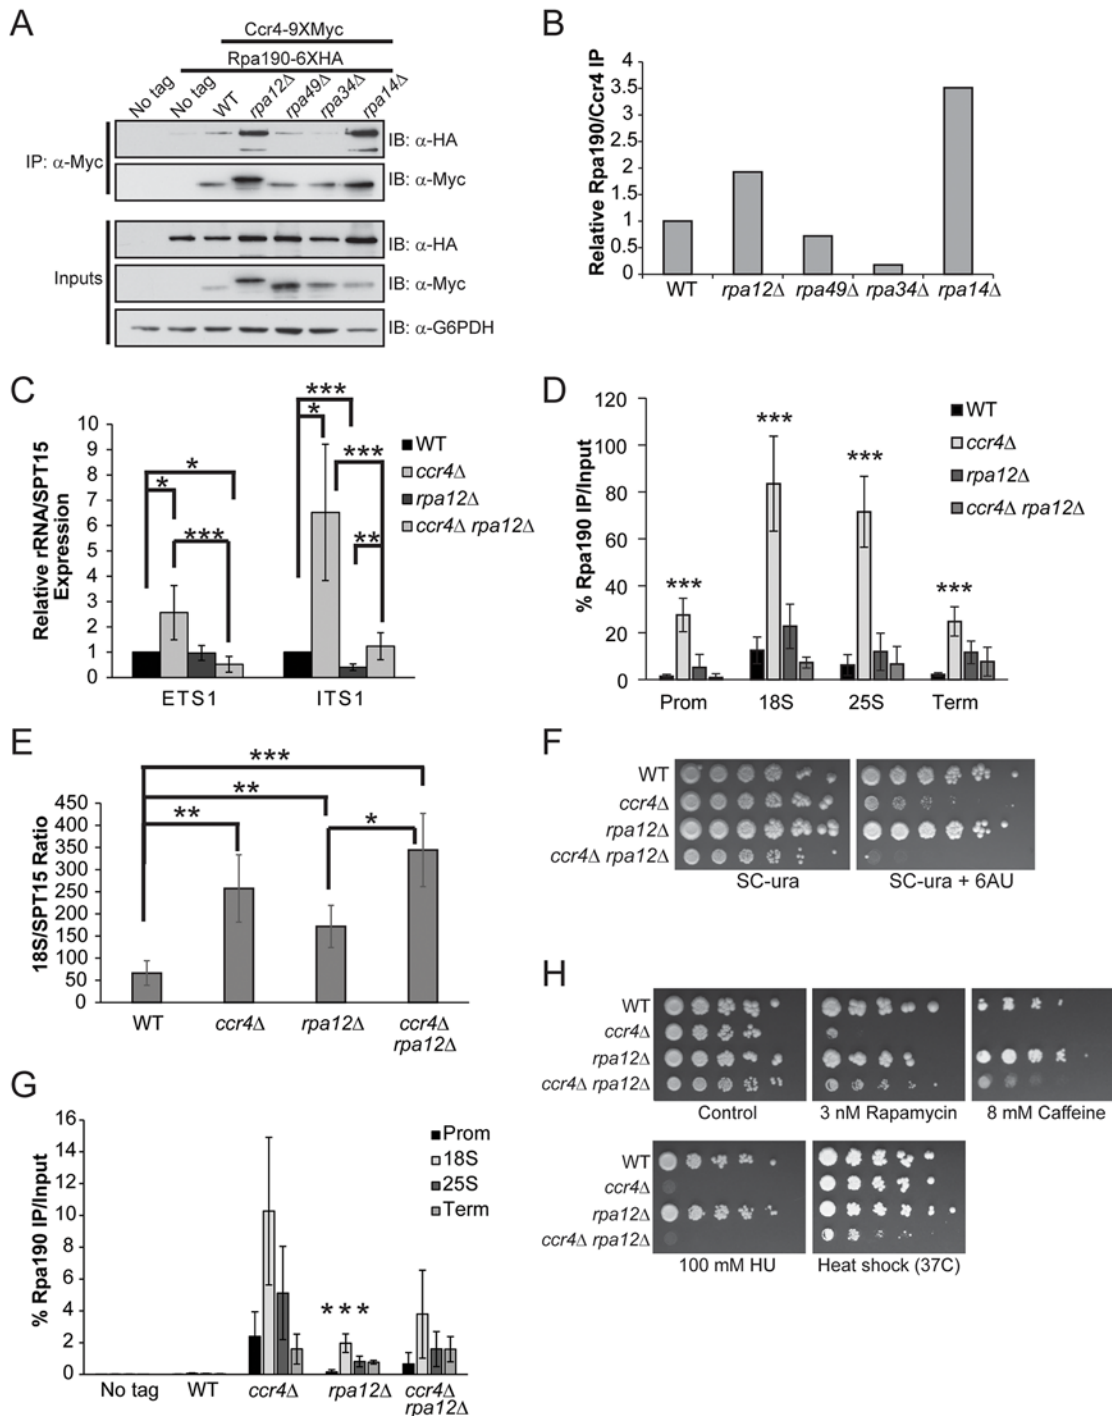 A
Ccr4-9XMyc
Rpa190-6XHA
No tag
No tag
WT
rpa12Δ
rpa49Δ
rpa34Δ
rpa14Δ
IP: α-Myc
IB: α-HA
IB: α-Myc
Inputs
IB: α-HA
IB: α-Myc
IB: α-G6PDH
B
Relative Rpa190/Ccr4 IP
4
3.5
3
2.5
2
1.5
1
0.5
0
WT rpa12Δ rpa49Δ rpa34Δ rpa14Δ
C
Relative rRNA/SPT15
Expression
10
9
8
7
6
5
4
3
2
1
0
*
*
***
***
*
***
**
WT
ccr4Δ
rpa12Δ
ccr4Δ rpa12Δ
ETS1 ITS1
D
% Rpa190 IP/Input
120
100
80
60
40
20
0
***
***
***
***
WT
ccr4Δ
rpa12Δ
ccr4Δ rpa12Δ
Prom 18S 25S Term
E
18S/SPT15 Ratio
450
400
350
300
250
200
150
100
50
0
***
**
**
*
WT ccr4Δ rpa12Δ ccr4Δ
rpa12Δ
F
WT
ccr4Δ
rpa12Δ
ccr4Δ rpa12Δ
SC-ura SC-ura + 6AU
G
% Rpa190 IP/Input
16
14
12
10
8
6
4
2
0
Prom
18S
25S
Term
* * *
No tag WT ccr4Δ rpa12Δ ccr4Δ
rpa12Δ
H
WT
ccr4Δ
rpa12Δ
ccr4Δ rpa12Δ
Control 3 nM Rapamycin 8 mM Caffeine
WT
ccr4Δ
rpa12Δ
ccr4Δ rpa12Δ
100 mM HU Heat shock (37C)